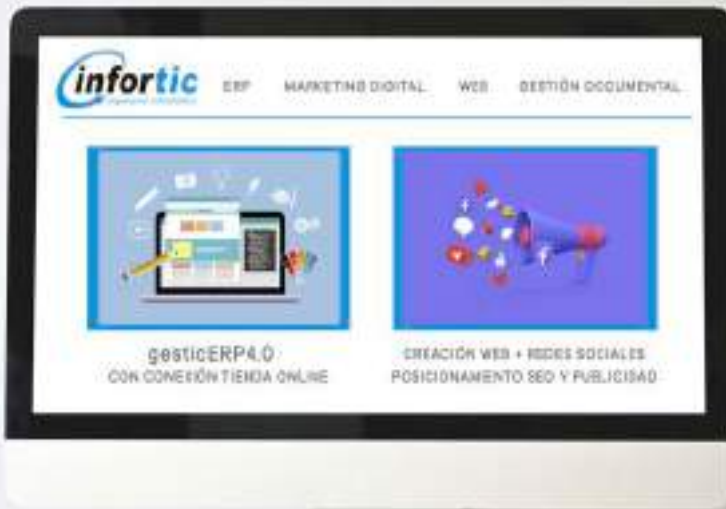 infortic
ERP MARKETING DIGITAL WEB GESTIÓN DOCUMENTAL
gesticERP4.0
CON CONEXIÓN TIENDA ONLINE
CREACIÓN WEB + REDES SOCIALES
POSICIONAMIENTO SEO Y PUBLICIDAD